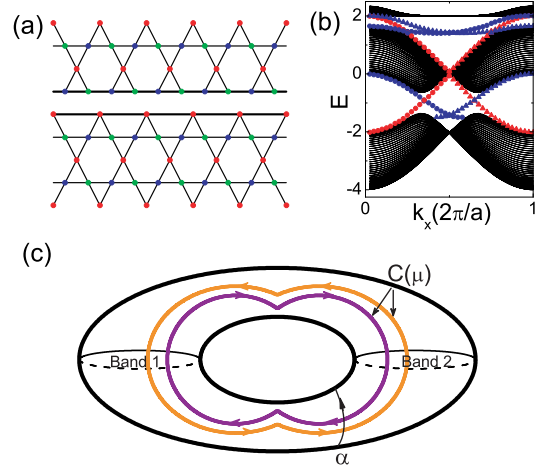 (a)
(b)
2
0
-2
-4
E
0
1
k_x(2π/a)
(c)
C(μ)
Band 1
Band 2
α